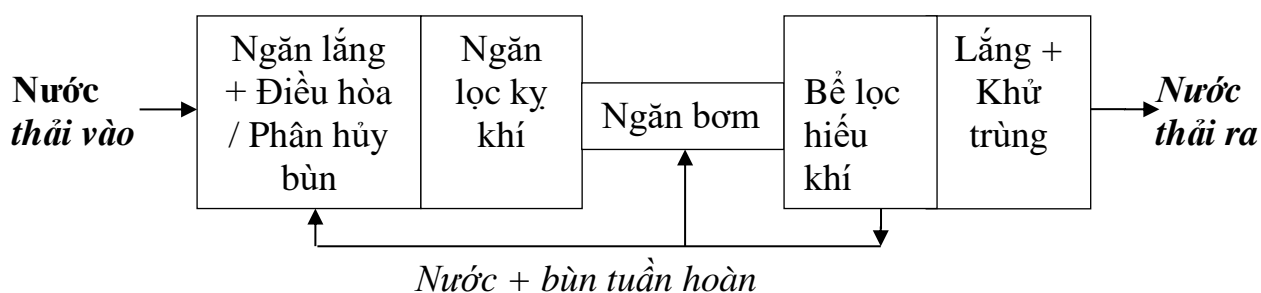 Nước
thải vào
Ngăn lắng
+ Điều hòa
/ Phân hủy
bùn
Ngăn
lọc kỵ
khí
Ngăn bơm
Bể lọc
hiếu
khí
Lắng +
Khử
trùng
Nước
thải ra
Nước + bùn tuần hoàn